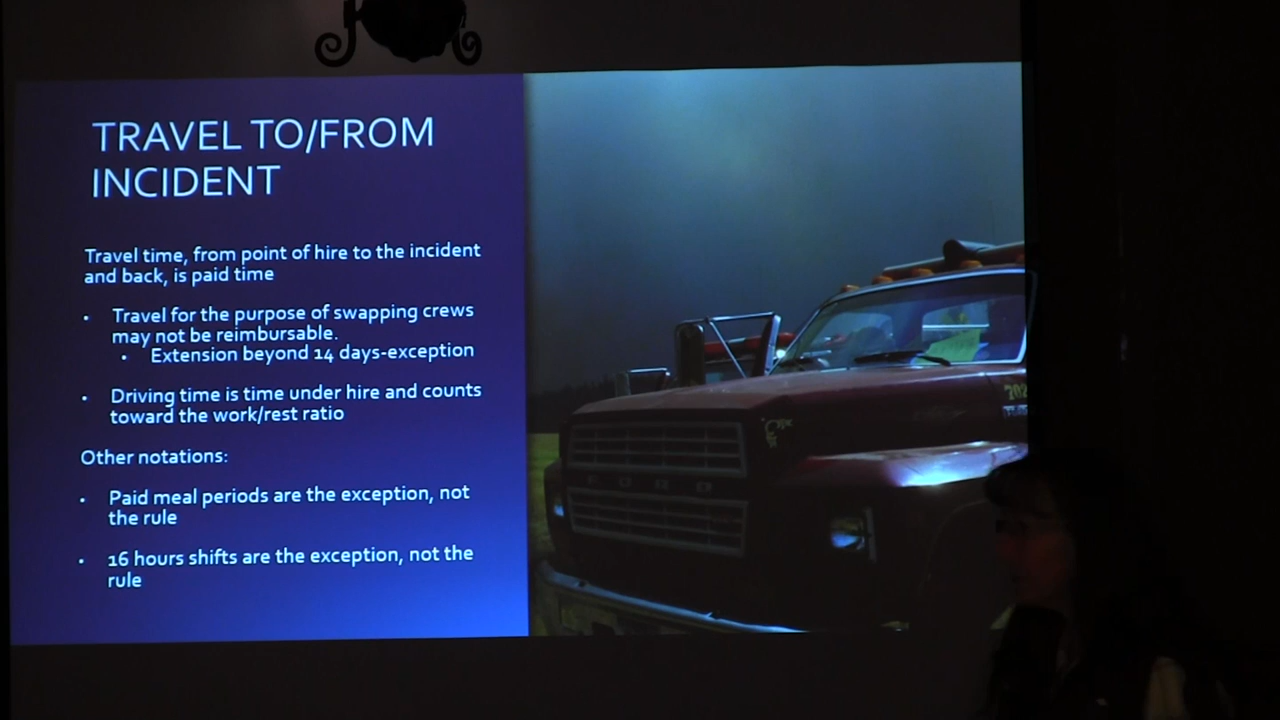 TRAVEL TO/FROM
INCIDENT
Travel time, from point of hire to the incident
and back, is paid time
• Travel for the purpose of swapping crews
may not be reimbursable.
• Extension beyond 14 days-exception
• Driving time is time under hire and counts
toward the work/rest ratio
Other notations:
• Paid meal periods are the exception, not
the rule
• 16 hours shifts are the exception, not the
rule
FORD